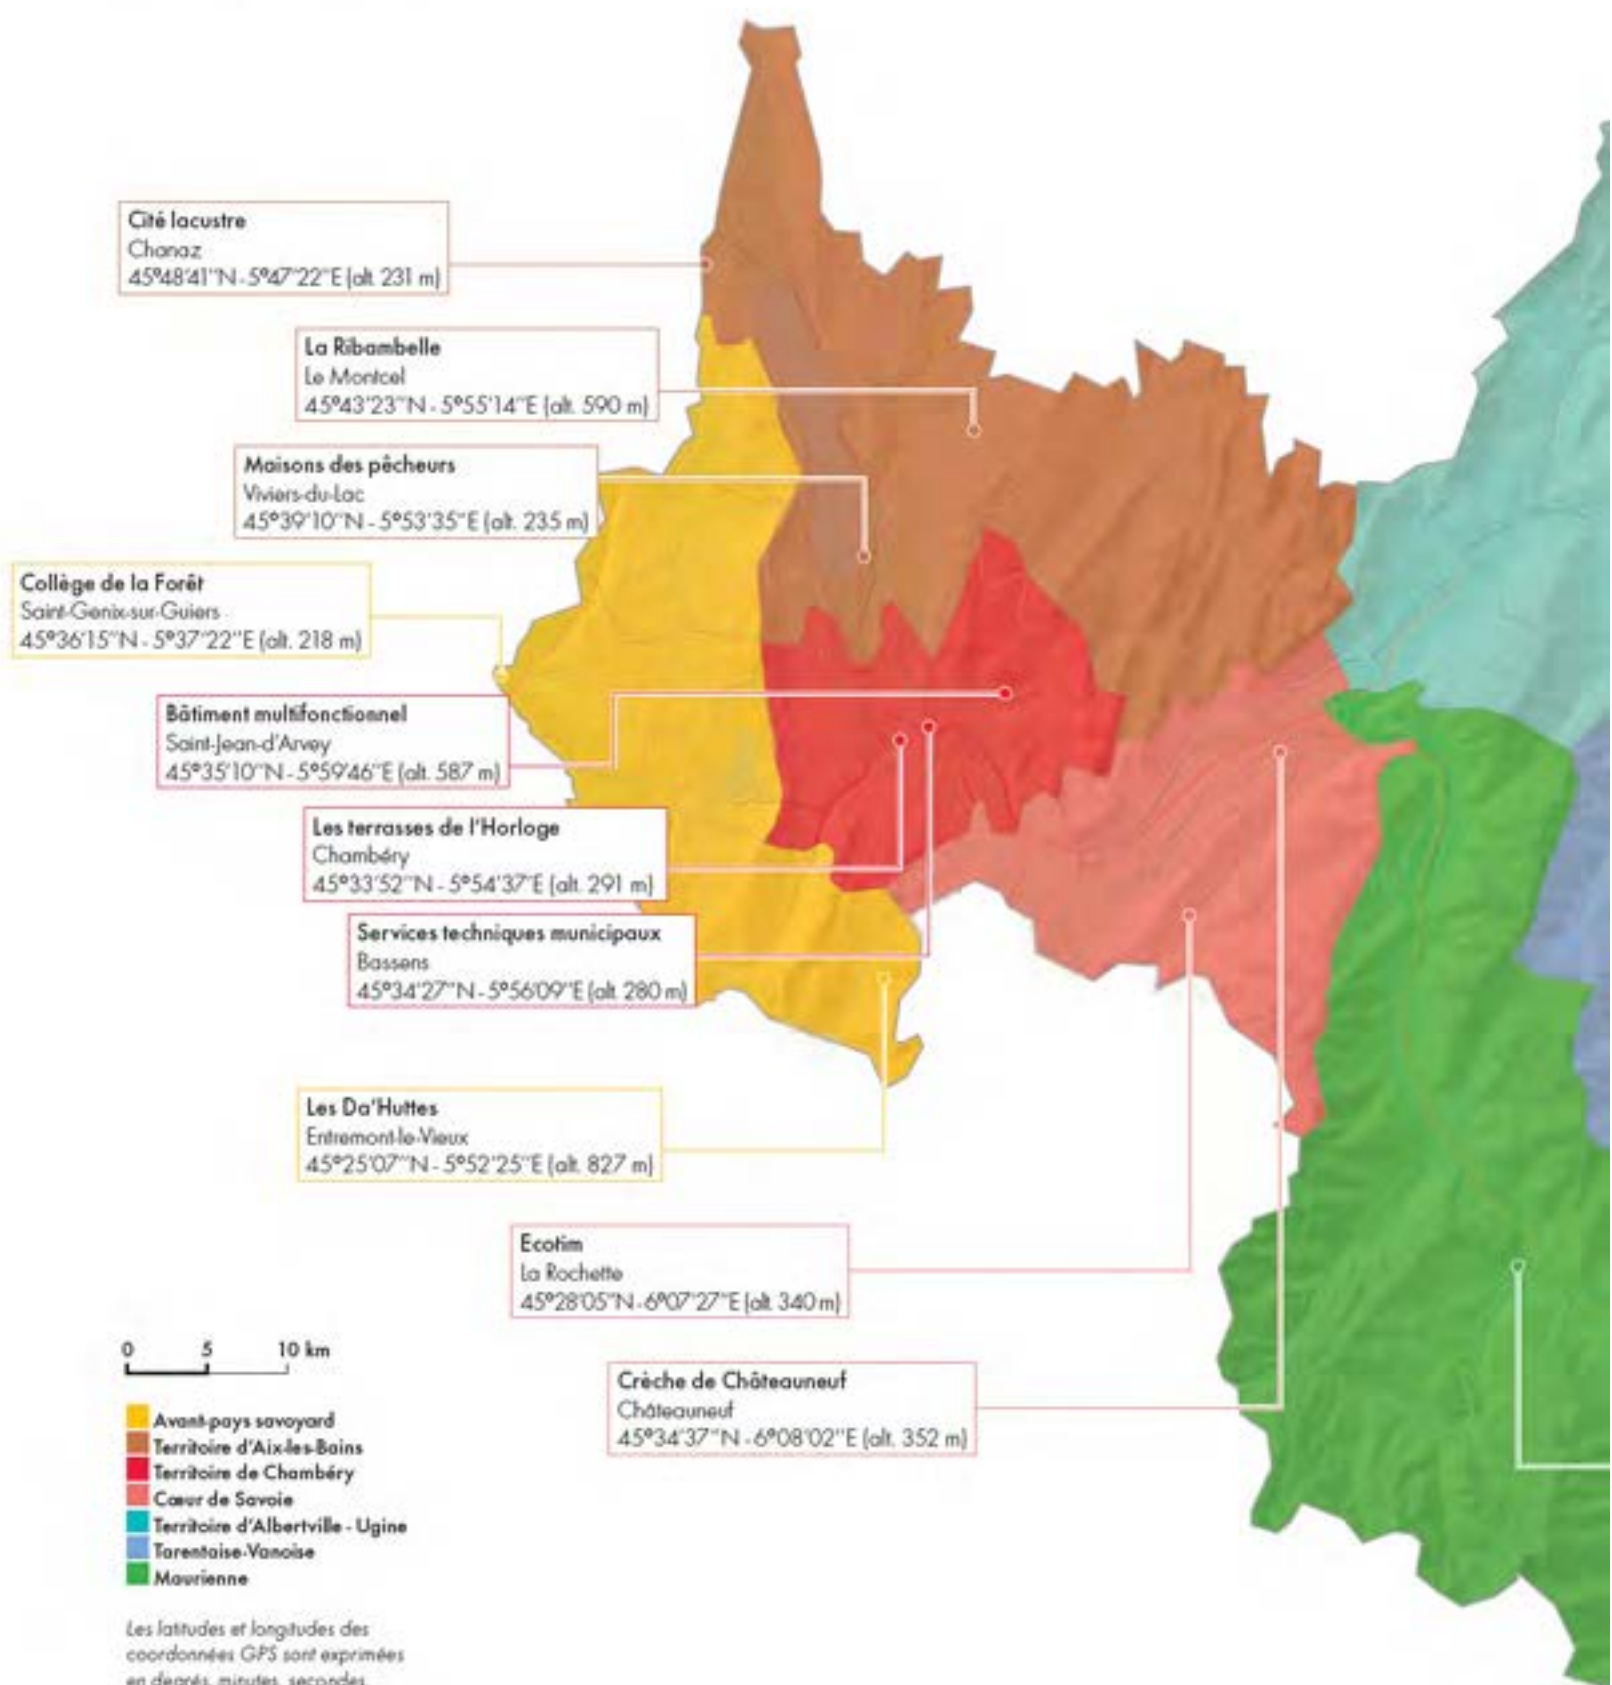 Cité lacustre
Chanaz
45°48'41''N - 5°47'22''E (alt. 231 m)
La Ribambelle
Le Montcel
45°43'23''N - 5°55'14''E (alt. 590 m)
Maisons des pêcheurs
Viviers-du-Lac
45°39'10''N - 5°53'35''E (alt. 235 m)
Collège de la Forêt
Saint-Genix-sur-Guiers
45°36'15''N - 5°37'22''E (alt. 218 m)
Bâtiment multifonctionnel
Saint-Jean-d'Arvey
45°35'10''N - 5°59'46''E (alt. 587 m)
Les terrasses de l'Horloge
Chambéry
45°33'52''N - 5°54'37'E (alt. 291 m)
Services techniques municipaux
Bassens
45°34'27''N - 5°56'09''E (alt. 280 m)
Les Da'Huttes
Entremont-le-Vieux
45°25'07''N - 5°52'25''E (alt. 827 m)
Ecotim
La Rochette
45°28'05''N - 6°07'27''E (alt. 340 m)
Crèche de Châteauneuf
Châteauneuf
45°34'37''N - 6°08'02''E (alt. 352 m)
0 5 10 km
Avant-pays savoyard
Territoire d'Aix-les-Bains
Territoire de Chambéry
Cœur de Savoie
Territoire d'Albertville - Ugine
Tarentaise-Vanoise
Maurienne
Les latitudes et longitudes des
coordonnées GPS sont exprimées
en degrés, minutes, secondes.